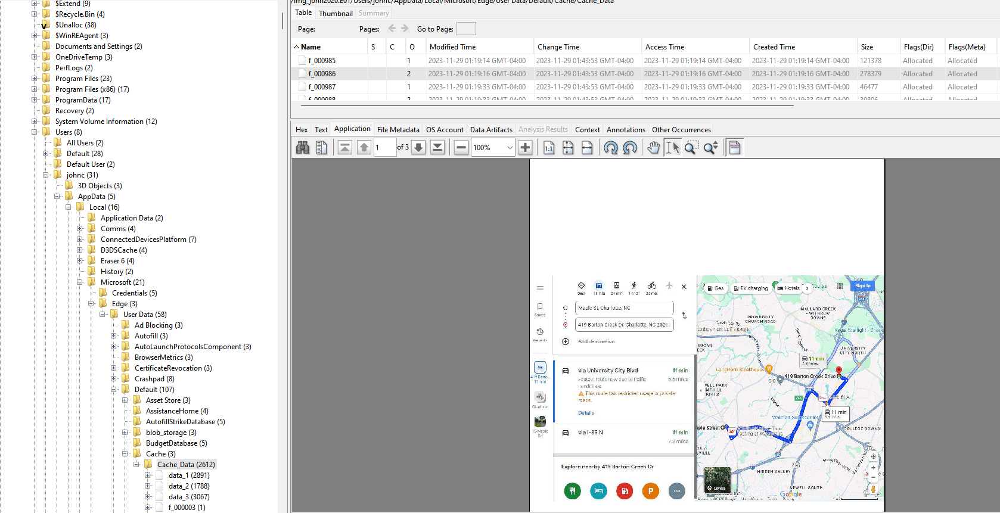 /img_john2020.E01/Users/johnc/AppData/Local/Microsoft/Edge/User Data/Default/Cache/Cache_Data
$Extend (9)
$Recycle.Bin (4)
$Unalloc (38)
$WinREAgent (3)
Documents and Settings (2)
OneDriveTemp (3)
PerfLogs (2)
Program Files (23)
Program Files (x86) (17)
ProgramData (17)
Recovery (2)
System Volume Information (12)
Users (8)
All Users (2)
Default (28)
Default User (2)
johnc (31)
3D Objects (3)
AppData (5)
Local (16)
Application Data (2)
Comms (4)
ConnectedDevicesPlatform (7)
D3DSCache (4)
Eraser 6 (4)
History (2)
Microsoft (21)
Credentials (5)
Edge (3)
User Data (58)
Ad Blocking (3)
Autofill (3)
AutoLaunchProtocolsComponent (3)
BrowserMetrics (3)
CertificateRevocation (3)
Crashpad (8)
Default (107)
Asset Store (3)
AssistanceHome (4)
AutofillStrikeDatabase (5)
blob_storage (3)
BudgetDatabase (5)
Cache (3)
Cache_Data (2612)
data_1 (2891)
data_2 (1788)
data_3 (3067)
f_000003 (1)
Table Thumbnail Summary
Page: Pages: Go to Page:
Name S C O Modified Time Change Time Access Time Created Time Size Flags(Dir) Flags(Meta)
f_000985 1 2023-11-29 01:19:14 GMT-04:00 2023-11-29 01:43:53 GMT-04:00 2023-11-29 01:19:14 GMT-04:00 2023-11-29 01:19:14 GMT-04:00 121378 Allocated Allocated
f_000986 2 2023-11-29 01:19:16 GMT-04:00 2023-11-29 01:43:53 GMT-04:00 2023-11-29 01:19:16 GMT-04:00 2023-11-29 01:19:16 GMT-04:00 278379 Allocated Allocated
f_000987 1 2023-11-29 01:19:33 GMT-04:00 2023-11-29 01:43:53 GMT-04:00 2023-11-29 01:19:33 GMT-04:00 2023-11-29 01:19:33 GMT-04:00 46477 Allocated Allocated
f_000988
Hex Text Application File Metadata OS Account Data Artifacts Analysis Results Context Annotations Other Occurrences
1 of 3 100% 1:1
Best 11 min 31 min 33 min
Saved
Recents
Maple St, Charlotte, NC
419 Barton Creek Dr, Charlotte, NC 28262
Add destination
419 Barto...
11 min
Charlotte
15 Maple
Rd,
via University City Blvd 11 min
Fastest route now due to traffic
conditions
This route has restricted usage or private
roads.
Details
via I-85 N 11 min
7.3 miles
Explore nearby 419 Barton Creek Dr
P
Gas EV charging Hotels Sign in
MALLARD CREEK
- WITHROW
DOWNS
PROSPERITY
CHURCH ROAD
CubeSmart Self Storage
Regal Starlight - Char
SUGAR
UNIVERSITY
CITY NORTH
11 min
LongHorn Steakhouse
CIC
419 Barton Creek Drive
Chick-fil-A
11 min
Walmart Supercenter
COLLEGE DOWNS
aple Street
HIDDEN VALLEY
NEWELL SOUTH
Layers
Google